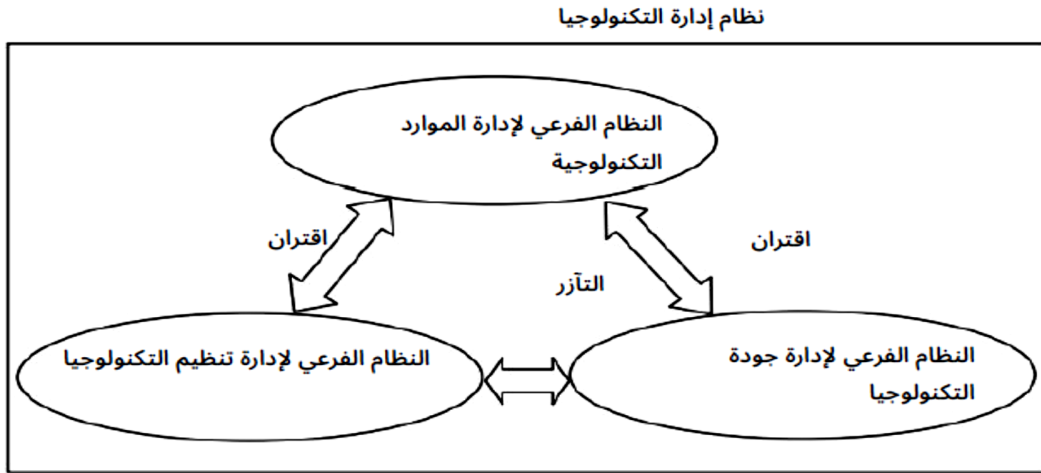 نظام إدارة التكنولوجيا
النظام الفرعي لإدارة الموارد
التكنولوجية
اقتران
اقتران
التآزر
النظام الفرعي لإدارة جودة
التكنولوجيا
النظام الفرعي لإدارة تنظيم التكنولوجيا